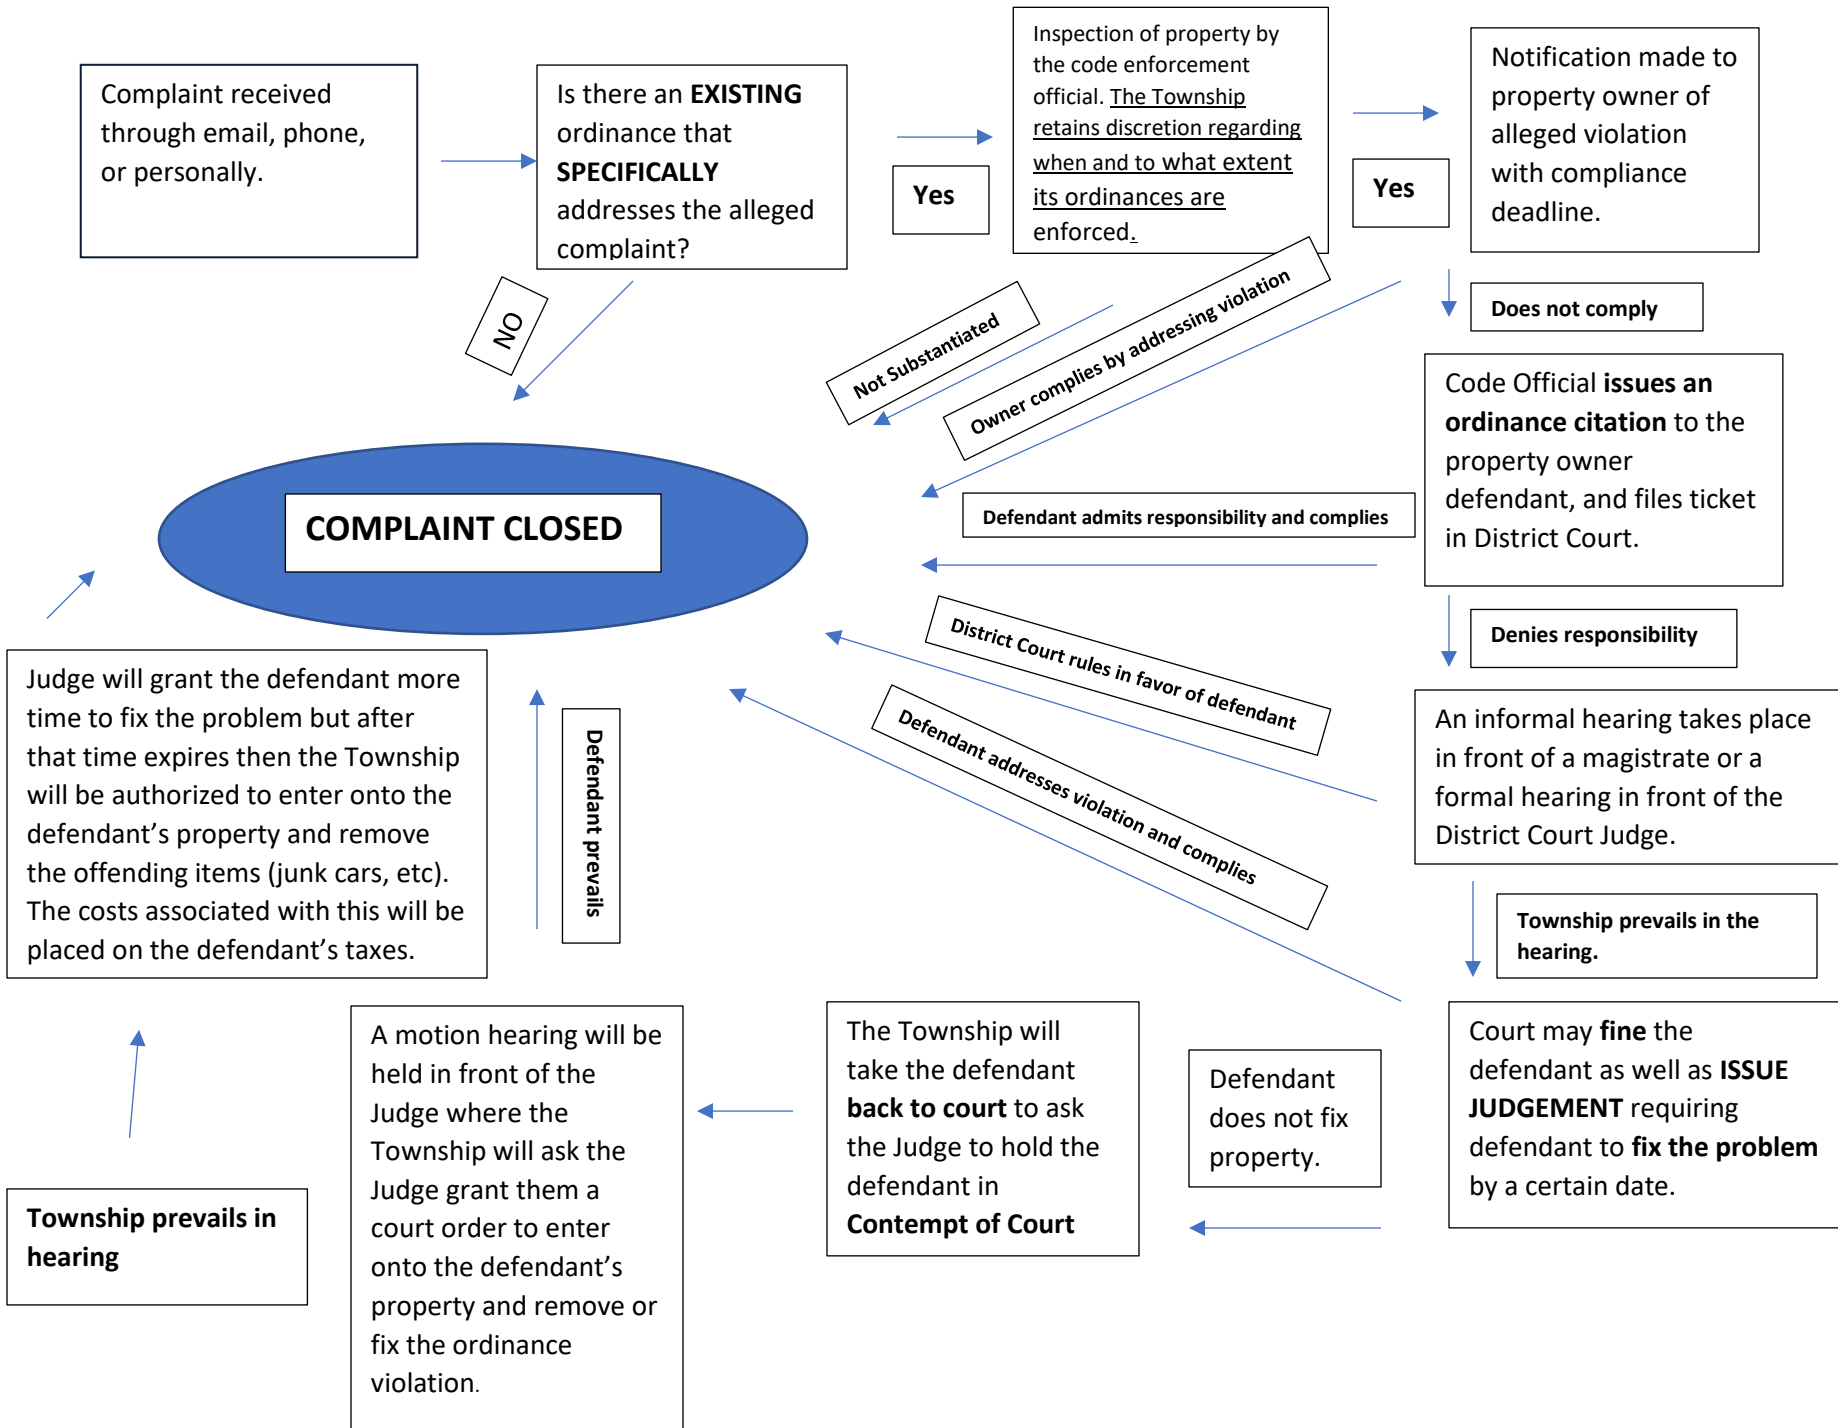 Complaint received
through email, phone,
or personally.
Is there an EXISTING
ordinance that
SPECIFICALLY
addresses the alleged
complaint?
Yes
Inspection of property by
the code enforcement
official. The Township
retains discretion regarding
when and to what extent
its ordinances are
enforced.
Yes
Notification made to
property owner of
alleged violation
with compliance
deadline.
NO
Not Substantiated
Owner complies by addressing violation
Does not comply
Code Official issues an
ordinance citation to the
property owner
defendant, and files ticket
in District Court.
COMPLAINT CLOSED
Defendant admits responsibility and complies
District Court rules in favor of defendant
Denies responsibility
Judge will grant the defendant more
time to fix the problem but after
that time expires then the Township
will be authorized to enter onto the
defendant’s property and remove
the offending items (junk cars, etc).
The costs associated with this will be
placed on the defendant’s taxes.
Defendant prevails
Defendant addresses violation and complies
An informal hearing takes place
in front of a magistrate or a
formal hearing in front of the
District Court Judge.
Township prevails in the
hearing.
A motion hearing will be
held in front of the
Judge where the
Township will ask the
Judge grant them a
court order to enter
onto the defendant’s
property and remove or
fix the ordinance
violation.
The Township will
take the defendant
back to court to ask
the Judge to hold the
defendant in
Contempt of Court
Defendant
does not fix
property.
Court may fine the
defendant as well as ISSUE
JUDGEMENT requiring
defendant to fix the problem
by a certain date.
Township prevails in
hearing